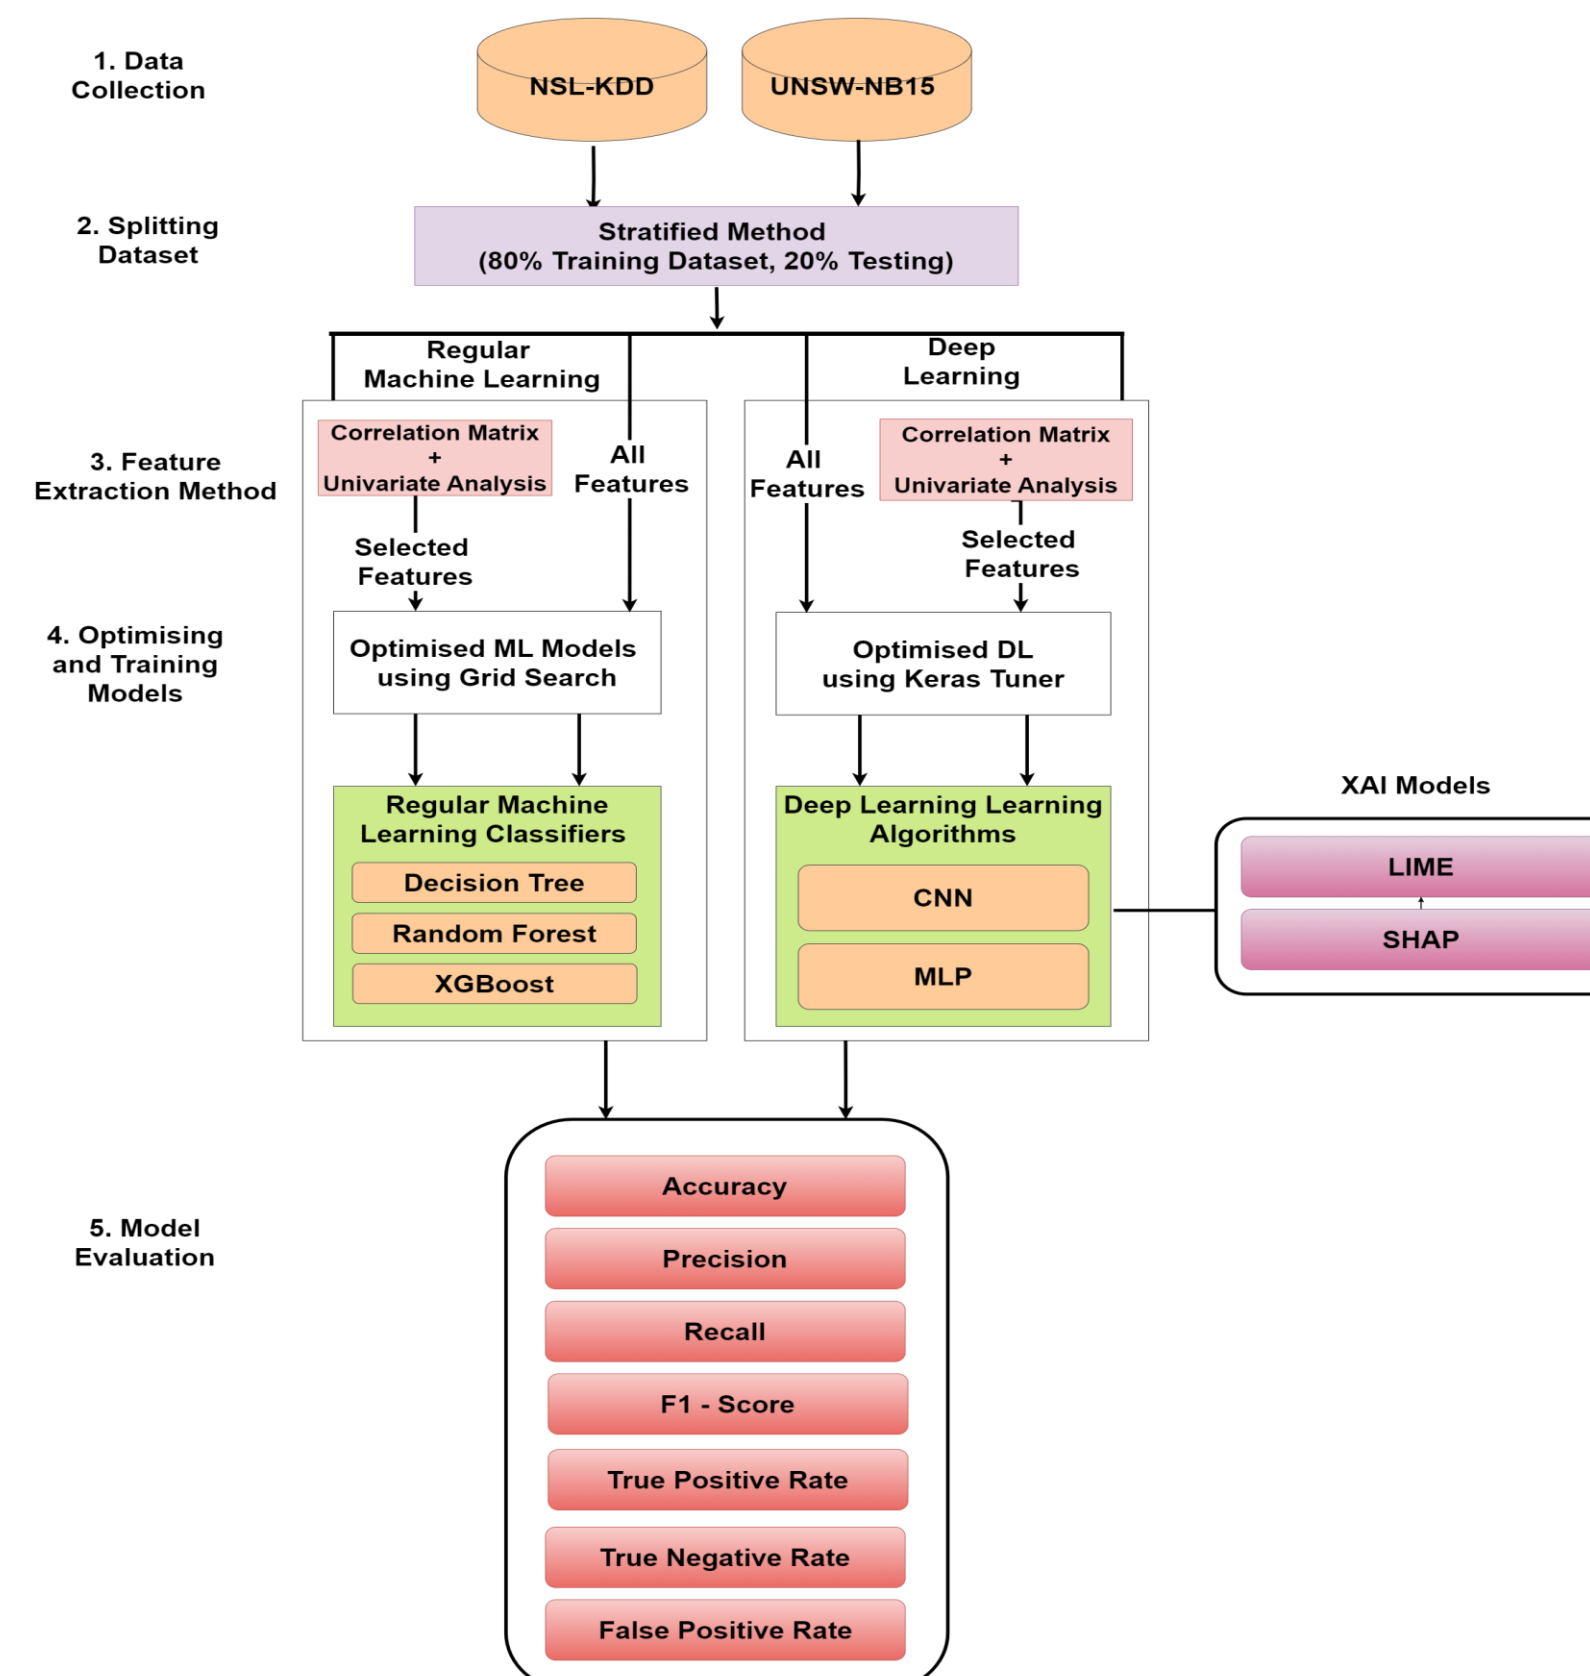 1. Data
Collection
NSL-KDD
UNSW-NB15
2. Splitting
Dataset
Stratified Method
(80% Training Dataset, 20% Testing)
Regular
Machine Learning
Deep
Learning
3. Feature
Extraction Method
Correlation Matrix
+
Univariate Analysis
All
Features
All
Features
Correlation Matrix
+
Univariate Analysis
Selected
Features
Selected
Features
4. Optimising
and Training
Models
Optimised ML Models
using Grid Search
Optimised DL
using Keras Tuner
Regular Machine
Learning Classifiers
Decision Tree
Random Forest
XGBoost
Deep Learning Learning
Algorithms
CNN
MLP
XAI Models
LIME
SHAP
5. Model
Evaluation
Accuracy
Precision
Recall
F1 - Score
True Positive Rate
True Negative Rate
False Positive Rate